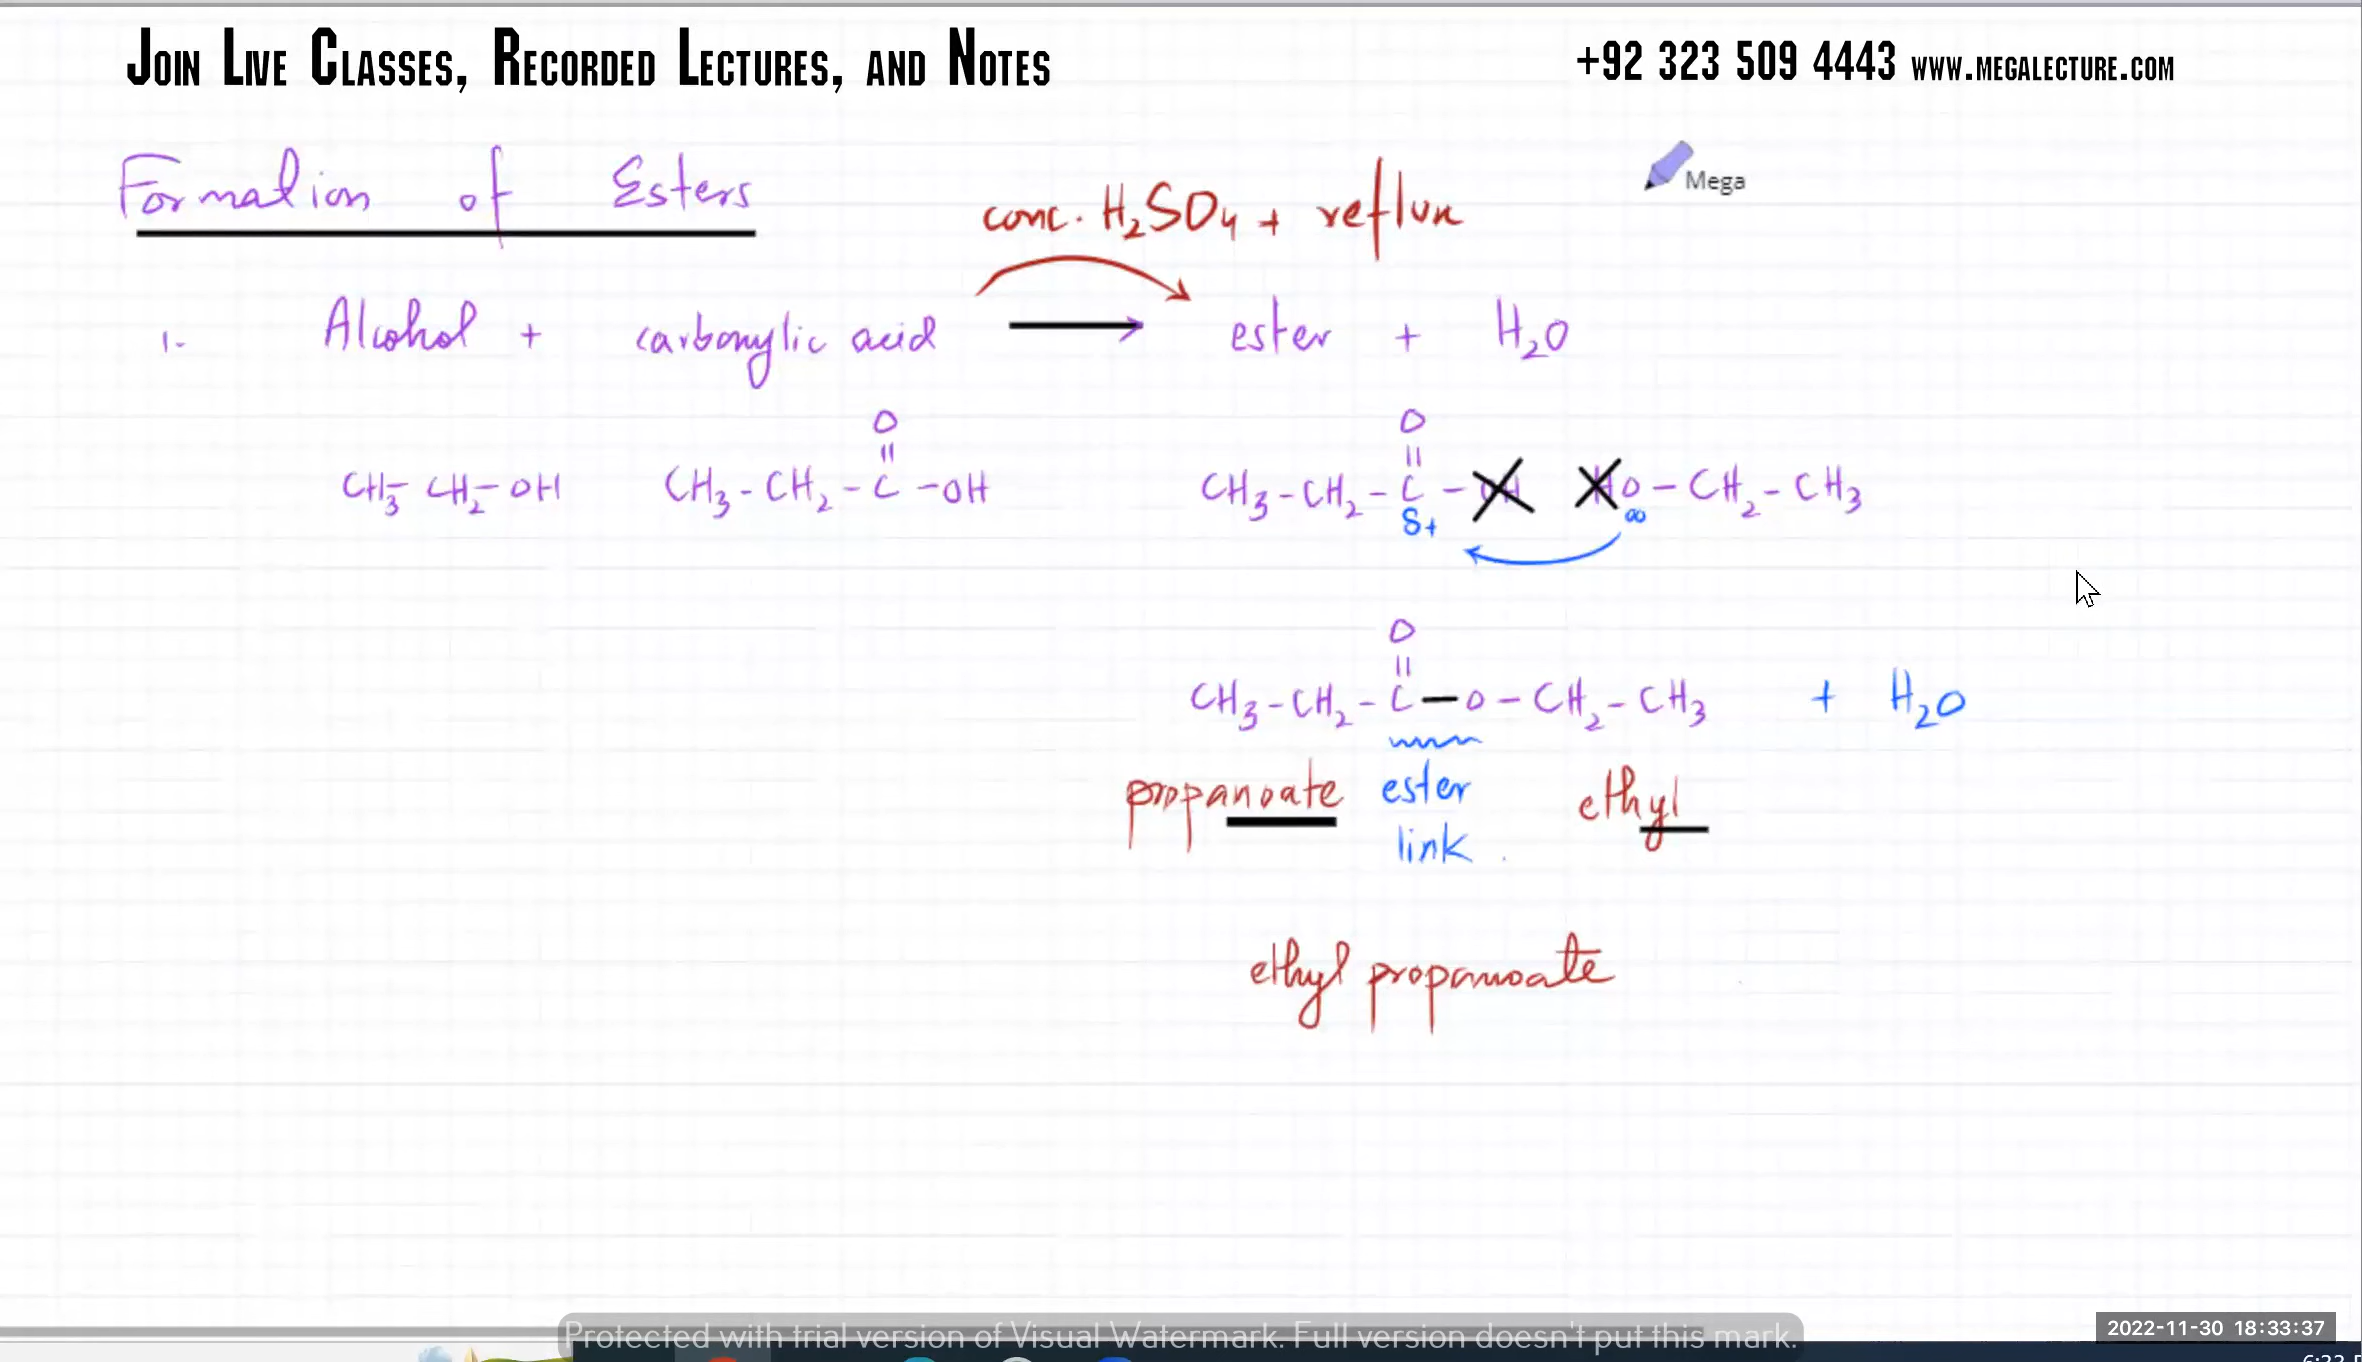 JOIN LIVE CLASSES, RECORDED LECTURES, AND NOTES +92 323 509 4443 WWW.MEGALECTURE.COM
Mega
Formation of Esters
conc. H₂SO₄ + reflux
1. Alcohol + carboxylic acid → ester + H₂O
O O
|| ||
CH₃-CH₂-OH CH₃-CH₂-C-OH CH₃-CH₂-C- O-CH₂-CH₃
δ+
O
||
CH₃-CH₂-C-O-CH₂-CH₃ + H₂O
propanoate ester link ethyl
ethyl propanoate
Protected with trial version of Visual Watermark. Full version doesn't put this mark.
2022-11-30 18:33:37